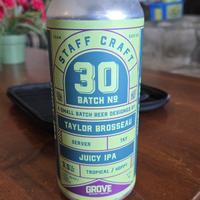 STAFF CRAFT
30
BATCH Nº
A SMALL BATCH BEER DESIGNED BY
TAYLOR BROSSEAU
SERVER
JUICY IPA
TROPICAL / HOPPY
GROVE